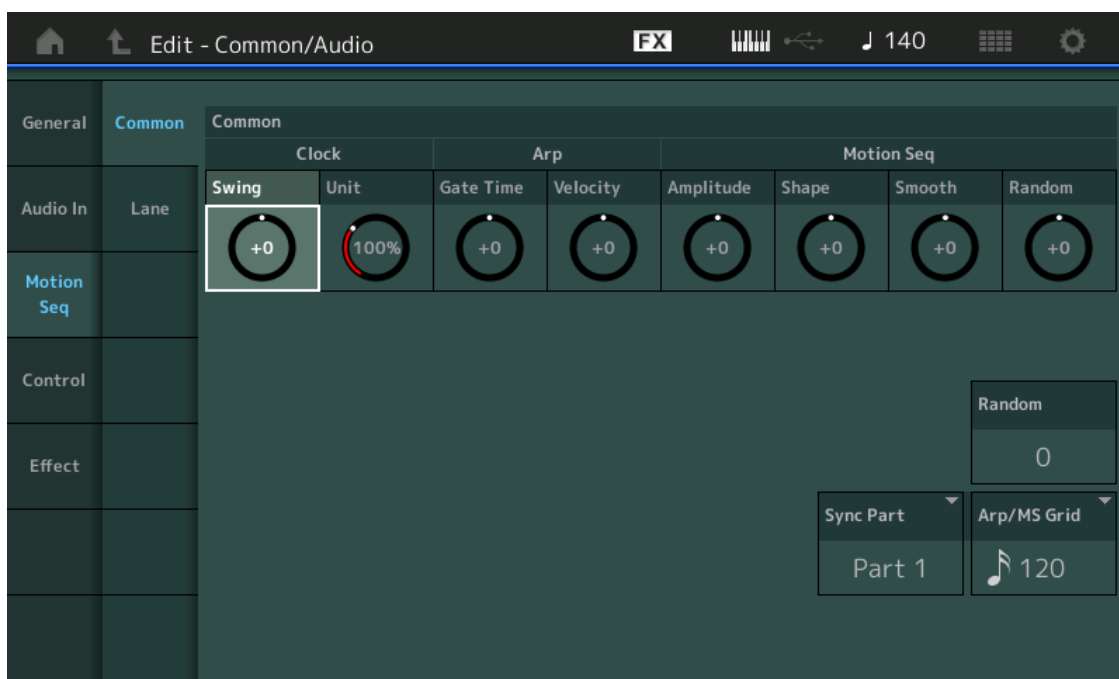 Edit - Common/Audio FX 140
General
Audio In
Motion
Seq
Control
Effect
Common
Lane
Common
Clock Arp Motion Seq
Swing Unit Gate Time Velocity Amplitude Shape Smooth Random
+0 100% +0 +0 +0 +0 +0 +0
Random
0
Sync Part Arp/MS Grid
Part 1 120